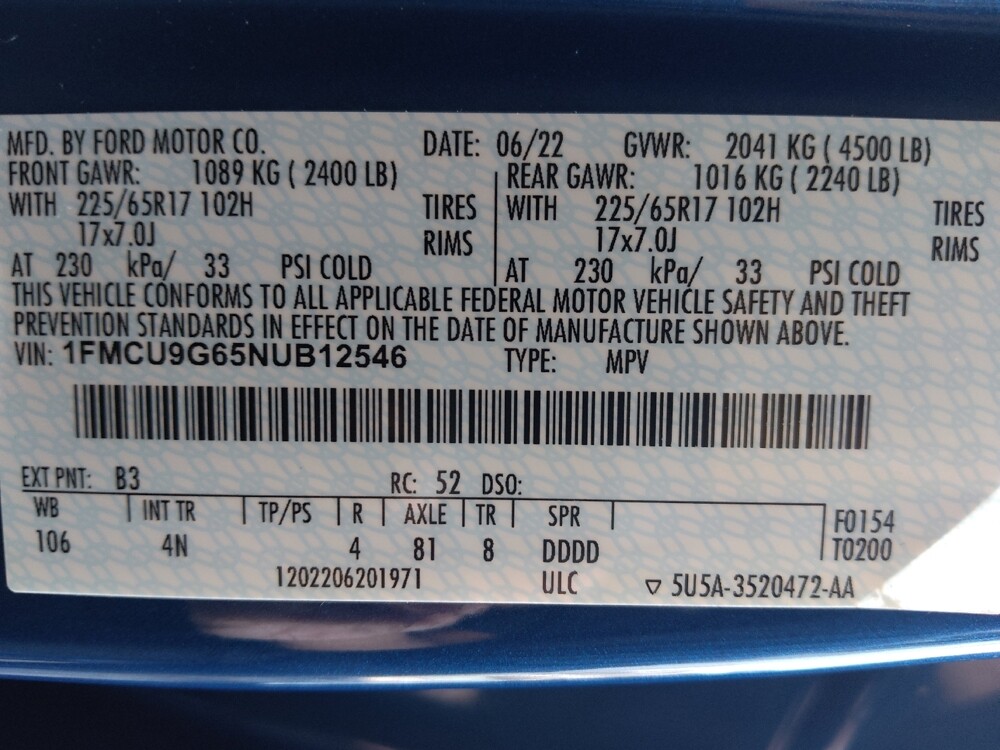 MFD. BY FORD MOTOR CO. DATE: 06/22 GVWR: 2041 KG ( 4500 LB)
FRONT GAWR: 1089 KG ( 2400 LB) REAR GAWR: 1016 KG ( 2240 LB)
WITH 225/65R17 102H TIRES WITH 225/65R17 102H TIRES
17x7.0J RIMS 17x7.0J RIMS
AT 230 kPa/ 33 PSI COLD AT 230 kPa/ 33 PSI COLD
THIS VEHICLE CONFORMS TO ALL APPLICABLE FEDERAL MOTOR VEHICLE SAFETY AND THEFT
PREVENTION STANDARDS IN EFFECT ON THE DATE OF MANUFACTURE SHOWN ABOVE.
VIN: 1FMCU9G65NUB12546 TYPE: MPV
EXT PNT: B3 RC: 52 DSO:
WB INT TR TP/PS R AXLE TR SPR F0154
106 4N 4 81 8 DDDD T0200
1202206201971 ULC ▽ 5U5A-3520472-AA